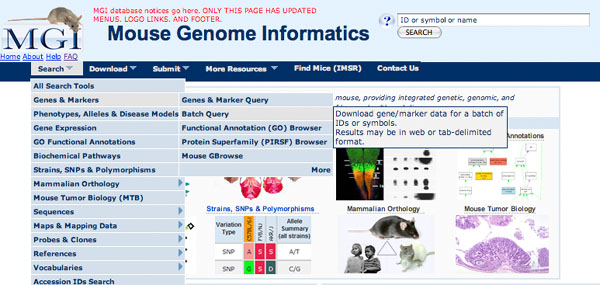 MGI database notices go here. ONLY THIS PAGE HAS UPDATED
MENUS. LOGO LINKS. AND FOOTER.
MGI
Mouse Genome Informatics
?
ID or symbol or name
SEARCH
Home About Help FAQ
Search Download Submit More Resources Find Mice (IMSR) Contact Us
All Search Tools
Genes & Markers
Phenotypes, Alleles & Disease Models
Gene Expression
GO Functional Annotations
Biochemical Pathways
Strains, SNPs & Polymorphisms
Mammalian Orthology
Mouse Tumor Biology (MTB)
Sequences
Maps & Mapping Data
Probes & Clones
References
Vocabularies
Accession IDs Search
Genes & Marker Query
Batch Query
Functional Annotation (GO) Browser
Protein Superfamily (PIRSF) Browser
Mouse GBrowse
More
mouse, providing integrated genetic, genomic, and
Download gene/marker data for a batch of
IDs or symbols.
Results may be in web or tab-delimited
format.
Annotations
Strains, SNPs & Polymorphisms
Mammalian Orthology
Mouse Tumor Biology
Variation
Type
C57BL/6J
FVB/NJ
AKR/J
Allele
Summary
(all strains)
SNP A S S A/T
SNP G S D C/G